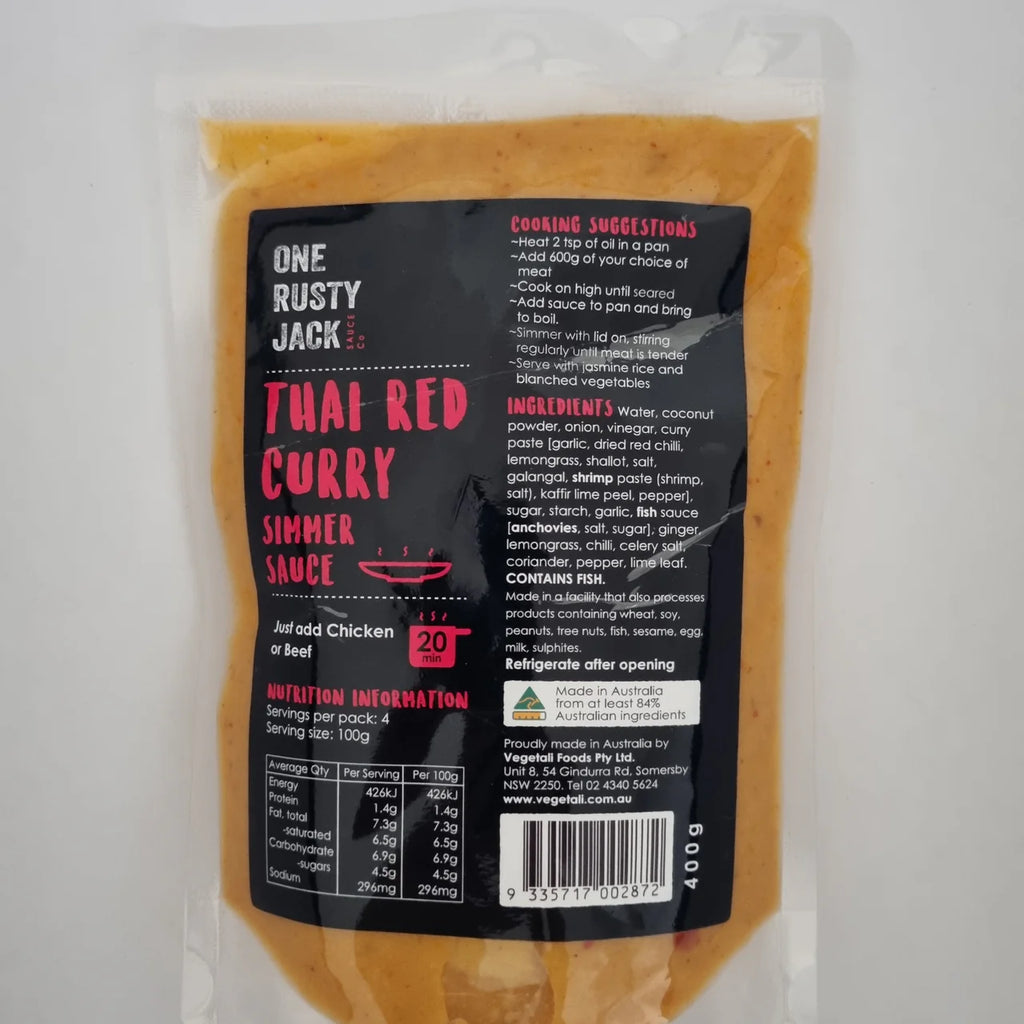 ONE
RUSTY
JACK
SAUCE
Co
THAI RED
CURRY
SIMMER
SAUCE
Just add Chicken
or Beef
20
min
NUTRITION INFORMATION
Servings per pack: 4
Serving size: 100g
Average Qty Per Serving Per 100g
Energy 426kJ 426kJ
Protein 1.4g 1.4g
Fat, total 7.3g 7.3g
-saturated 6.5g 6.5g
Carbohydrate 6.9g 6.9g
-sugars 4.5g 4.5g
Sodium 296mg 296mg
COOKING SUGGESTIONS
~Heat 2 tsp of oil in a pan
~Add 600g of your choice of
meat
~Cook on high until seared
~Add sauce to pan and bring
to boil.
~Simmer with lid on, stirring
regularly until meat is tender
~Serve with jasmine rice and
blanched vegetables
INGREDIENTS Water, coconut
powder, onion, vinegar, curry
paste [garlic, dried red chilli,
lemongrass, shallot, salt,
galangal, shrimp paste (shrimp,
salt), kaffir lime peel, pepper],
sugar, starch, garlic, fish sauce
[anchovies, salt, sugar], ginger,
lemongrass, chilli, celery salt,
coriander, pepper, lime leaf.
CONTAINS FISH.
Made in a facility that also processes
products containing wheat, soy,
peanuts, tree nuts, fish, sesame, egg,
milk, sulphites.
Refrigerate after opening
Made in Australia
from at least 84%
Australian ingredients
Proudly made in Australia by
Vegetali Foods Pty Ltd.
Unit 8, 54 Gindurra Rd, Somersby
NSW 2250. Tel 02 4340 5624
www.vegetali.com.au
9 335717 002872
400g